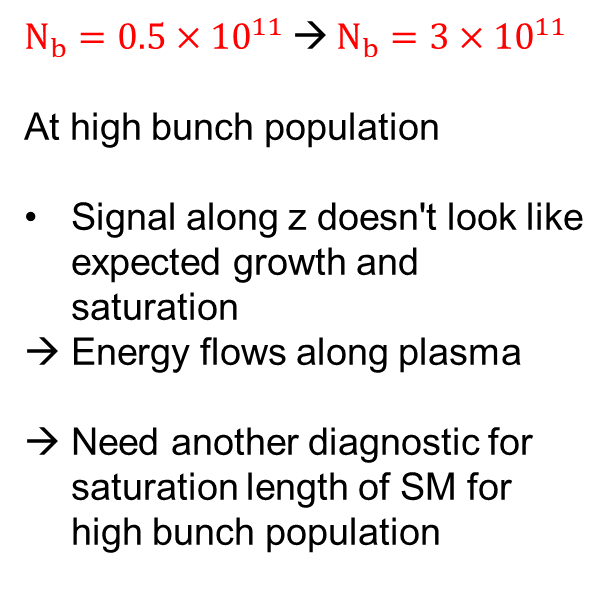 N_b = 0.5 × 10^11 → N_b = 3 × 10^11
At high bunch population
• Signal along z doesn't look like
expected growth and
saturation
→ Energy flows along plasma
→ Need another diagnostic for
saturation length of SM for
high bunch population